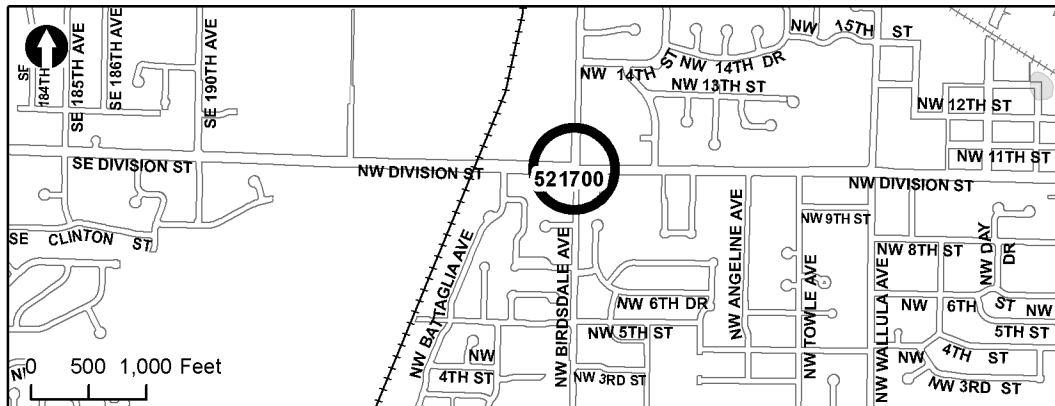 NW 15TH ST
NW 14TH DR
NW 14TH ST
NW 13TH ST
NW 12TH ST
NW 11TH ST
SE 184TH
SE 185TH AVE
SE 186TH AVE
SE 190TH AVE
SE DIVISION ST
NW DIVISION ST
521700
NW DIVISION ST
SE CLINTON ST
NW 9TH ST
NW 8TH ST
NW DAY DR
NW BATTAGLIA AVE
NW BIRDSDALE AVE
NW ANGELINE AVE
NW TOWLE AVE
NW WALLULA AVE
NW 6TH DR
NW 6TH ST
NW 5TH ST
NW 5TH ST
NW 4TH ST
NW 4TH ST
NW 3RD ST
NW 3RD ST
0 500 1,000 Feet